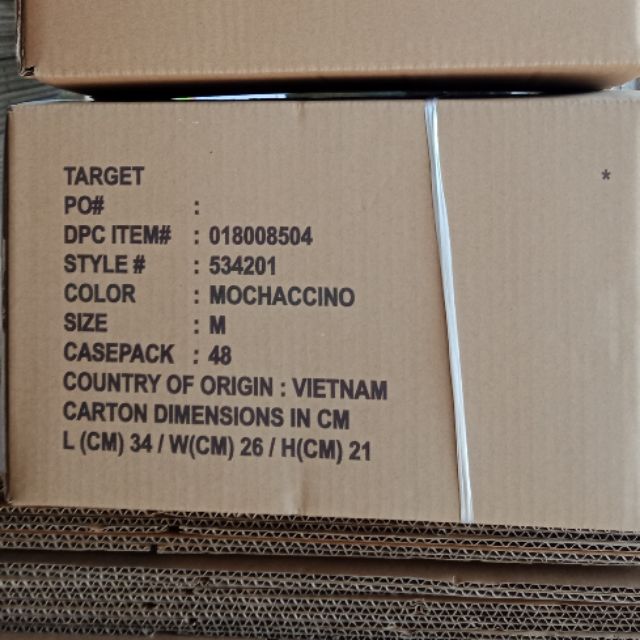 TARGET
PO# :
DPC ITEM# : 018008504
STYLE # : 534201
COLOR : MOCHACCINO
SIZE : M
CASEPACK : 48
COUNTRY OF ORIGIN : VIETNAM
CARTON DIMENSIONS IN CM
L (CM) 34 / W(CM) 26 / H(CM) 21
*